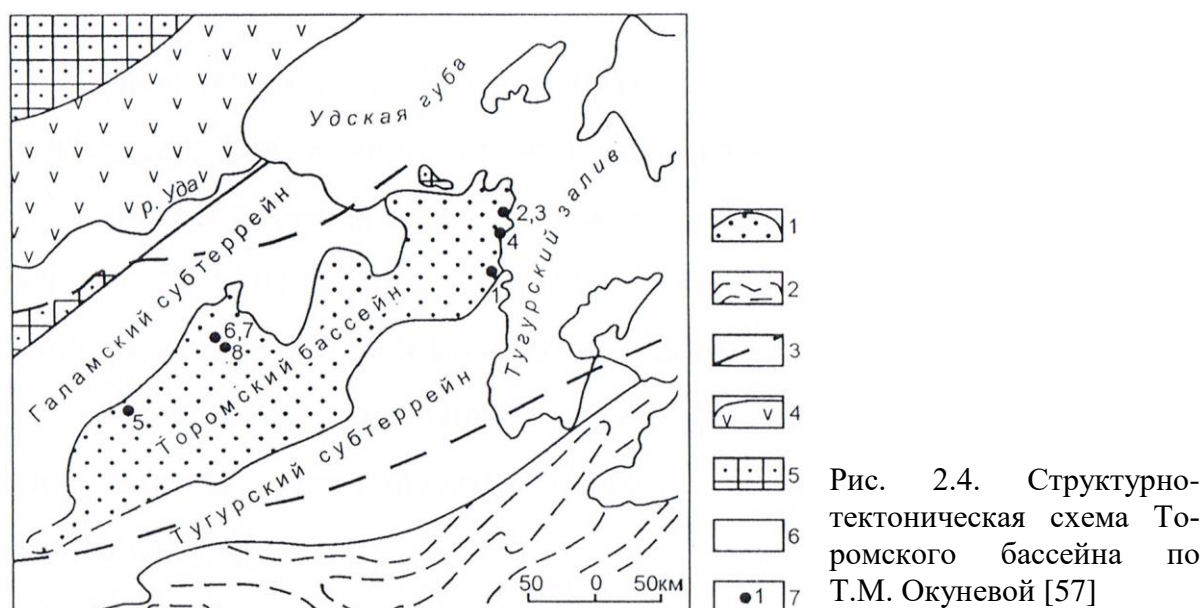 Удская губа
р. Уда
Галамский субтеррейн
Торомский бассейн
Тугурский залив
Тугурский субтеррейн
2,3
4
1
6,7
8
5
50 0 50км
1
2
3
4
5
6
1 7
Рис. 2.4. Структурно-
тектоническая схема То-
ромского бассейна по
Т.М. Окуневой [57]